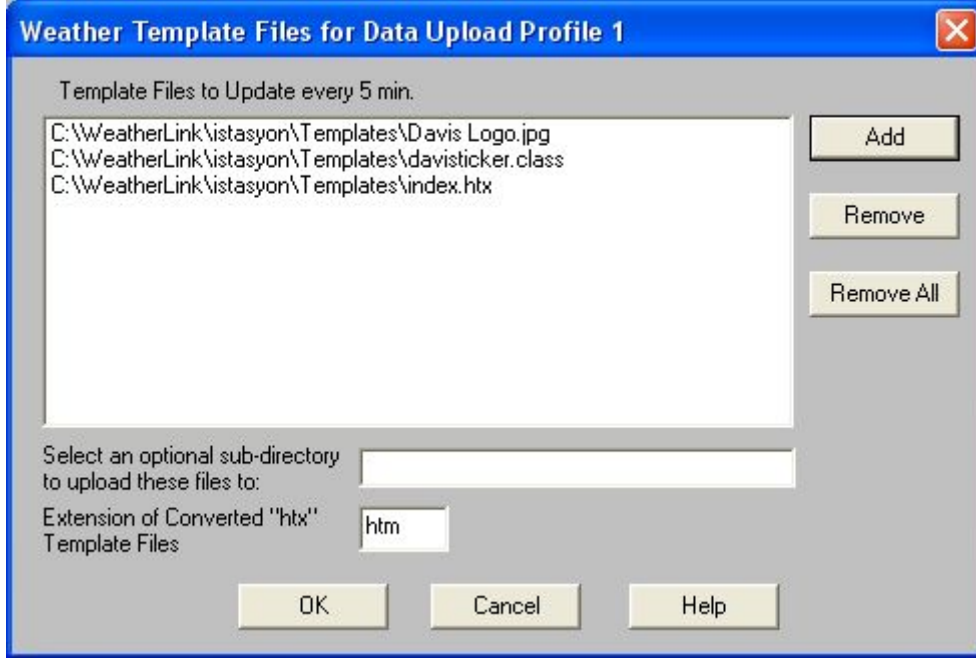 Weather Template Files for Data Upload Profile 1
Template Files to Update every 5 min.
C:\WeatherLink\istasyon\Templates\Davis Logo.jpg
C:\WeatherLink\istasyon\Templates\davisticker.class
C:\WeatherLink\istasyon\Templates\index.htx
Add
Remove
Remove All
Select an optional sub-directory
to upload these files to:
Extension of Converted "htx"
Template Files
htm
OK
Cancel
Help